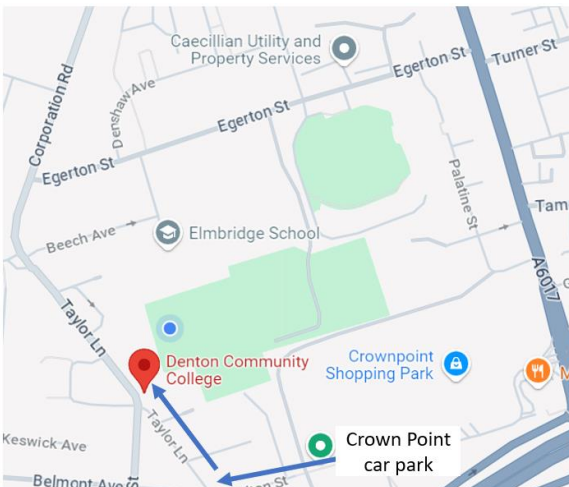 Caecillian Utility and
Property Services
Turner St
Egerton St
Corporation Rd
Denshaw Ave
Egerton St
Egerton St
Palatine St
Beech Ave
Elmbridge School
Tam
A6017
Taylor Ln
Denton Community
College
Crownpoint
Shopping Park
M
Taylor Ln
Crown Point
car park
Keswick Ave
Belmont Ave
St